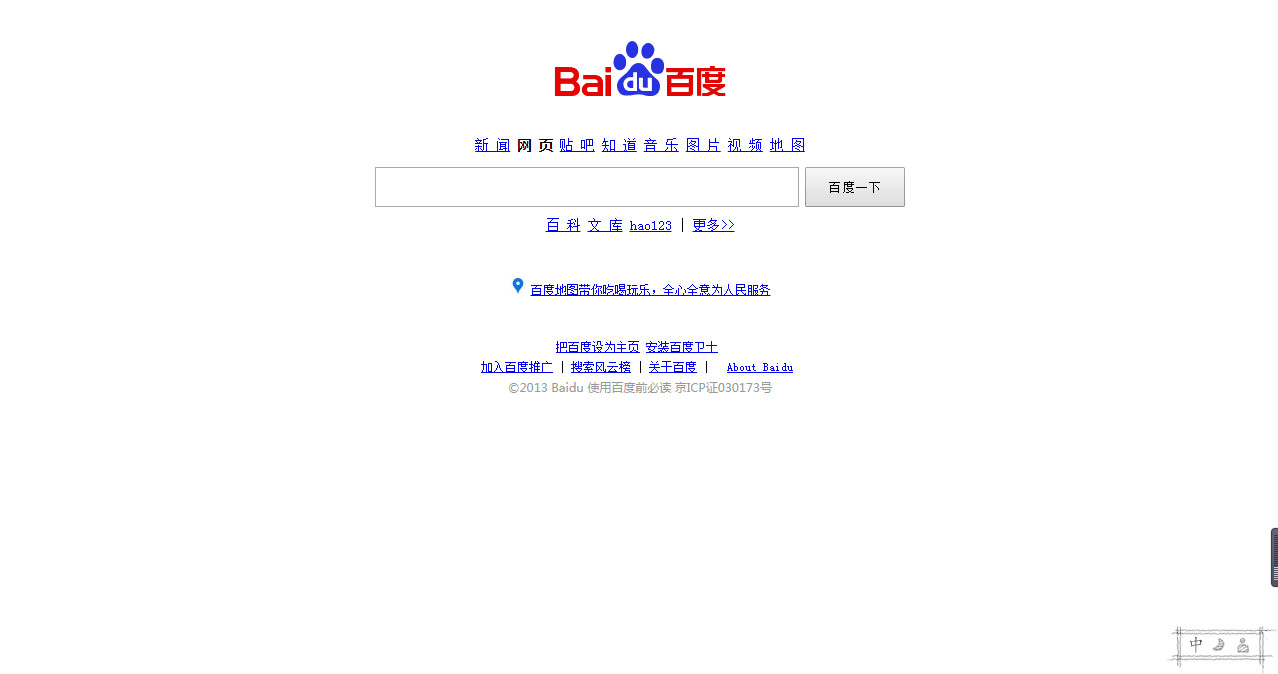 Bai du 百度
新 闻 网 页 贴 吧 知 道 音 乐 图 片 视 频 地 图
百度一下
百 科 文 库 hao123 | 更多>>
百度地图带你吃喝玩乐，全心全意为人民服务
把百度设为主页 安装百度卫士
加入百度推广 | 搜索风云榜 | 关于百度 | About Baidu
©2013 Baidu 使用百度前必读 京ICP证030173号
中